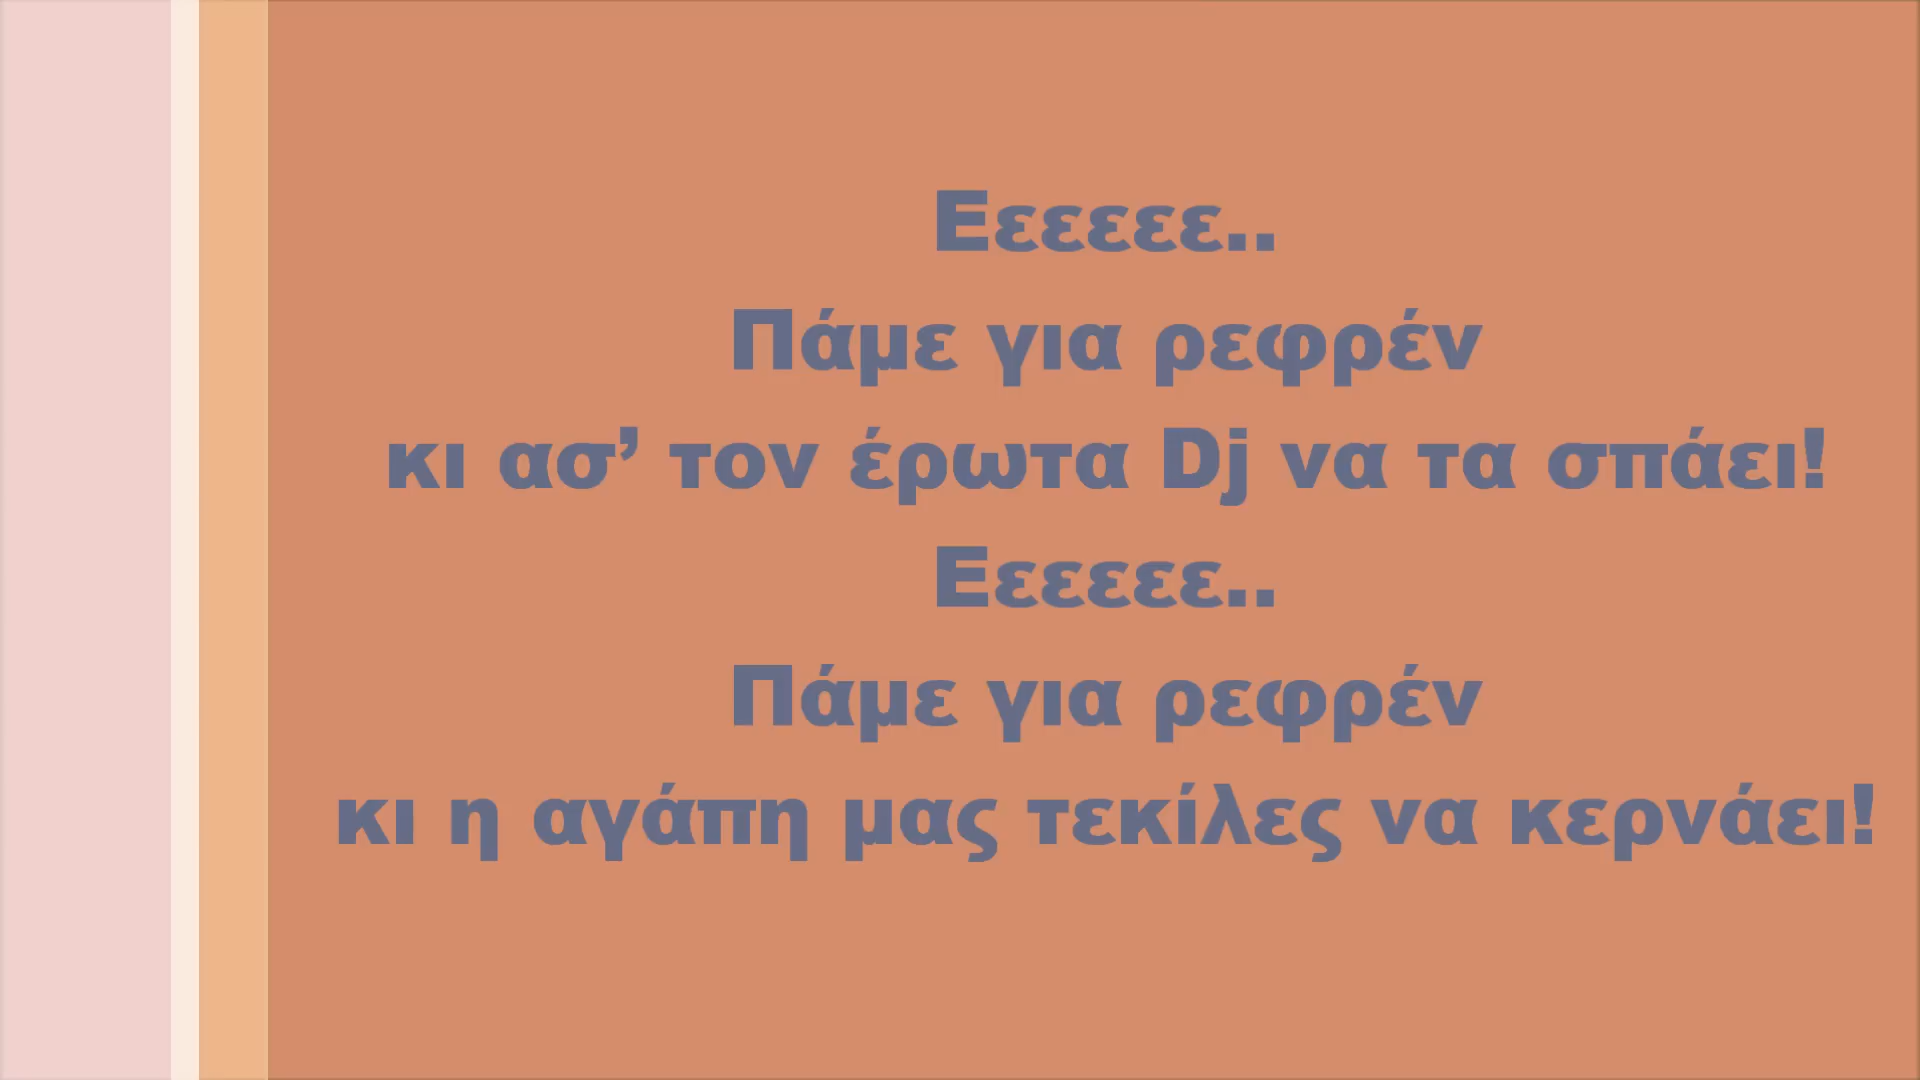 Εεεεεε..
Πάμε για ρεφρέν
κι ασ’ τον έρωτα Dj να τα σπάει!
Εεεεεε..
Πάμε για ρεφρέν
κι η αγάπη μας τεκίλες να κερνάει!